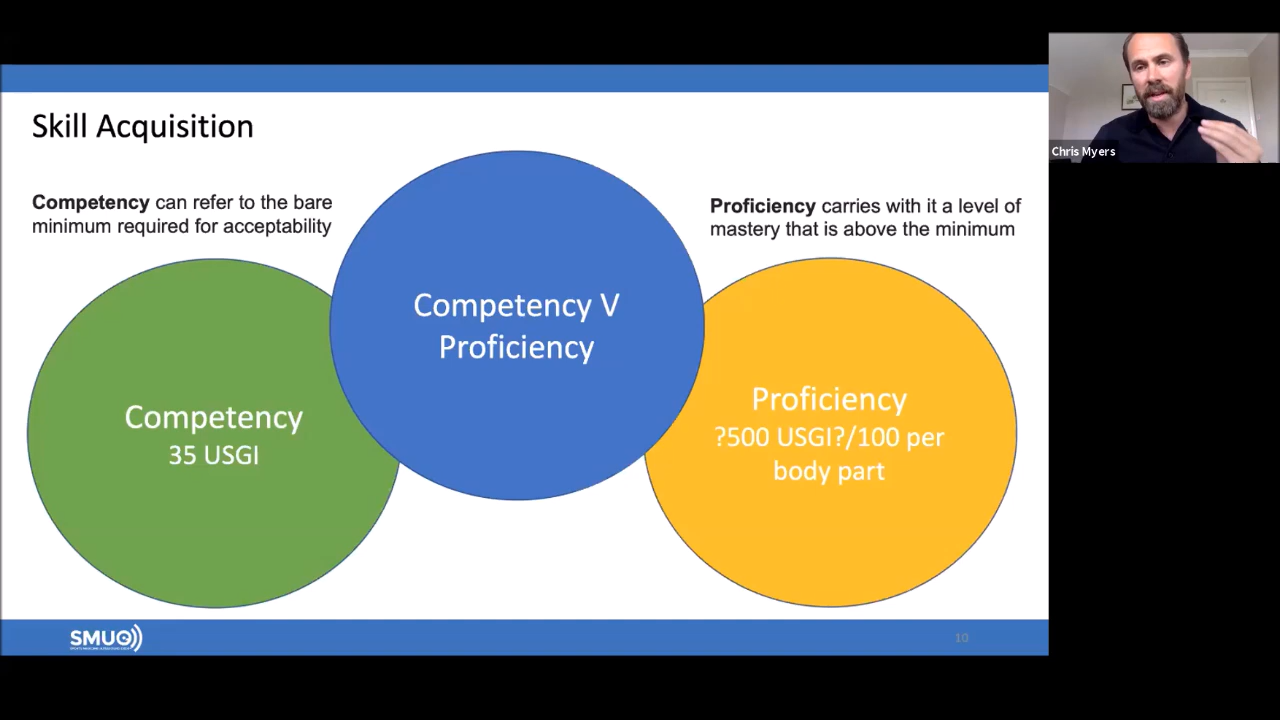 Skill Acquisition
Chris Myers
Competency can refer to the bare
minimum required for acceptability
Proficiency carries with it a level of
mastery that is above the minimum
Competency V
Proficiency
Competency
35 USGI
Proficiency
?500 USGI?/100 per
body part
SMUG
10